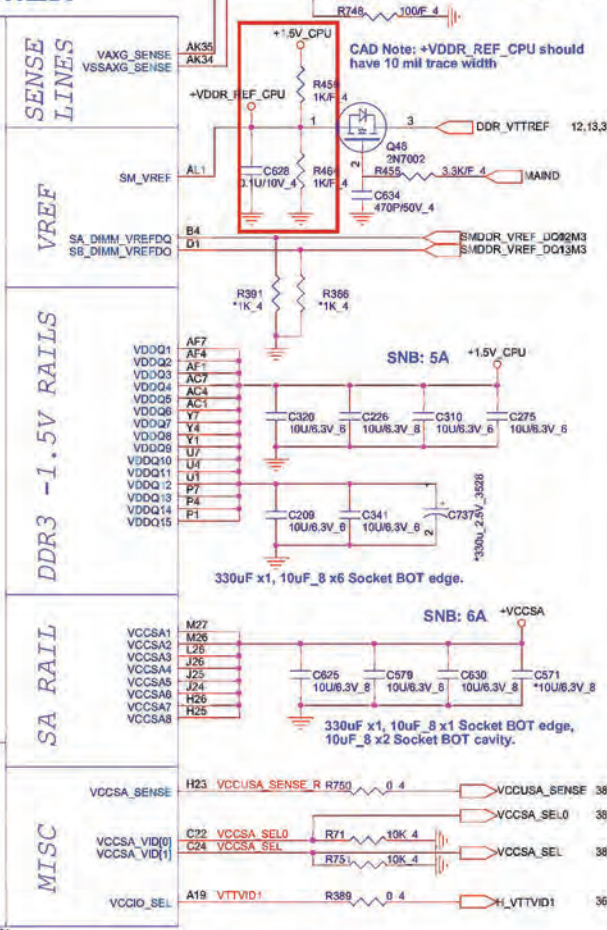 R748 100/F_4
+1.5V_CPU
CAD Note: +VDDR_REF_CPU should
have 10 mil trace width
SENSE
LINES
VAXG_SENSE AK35
VSSAXG_SENSE AK34
+VDDR_REF_CPU
1K/F_4
1 3 DDR_VTTREF 12,13,3
Q48
2N7002
2 R455 3.3K/F_4 MAIND
VREF
SM_VREF AL1
C628
0.1U/10V_4
1K/F_4
C634
470P/50V_4
SA_DIMM_VREFDQ B4
SB_DIMM_VREFDQ D1
R391
*1K_4
R386
*1K_4
DDR3 -1.5V RAILS
SNB: 5A
+1.5V_CPU
VDDQ1 AF7
VDDQ2 AF4
VDDQ3 AF1
VDDQ4 AC7
VDDQ5 AC4
VDDQ6 AC1
VDDQ7 Y7
VDDQ8 Y4
VDDQ9 Y1
VDDQ10 U7
VDDQ11 U4
VDDQ12 U1
VDDQ13 P7
VDDQ14 P4
VDDQ15 P1
C320
10U/6.3V_6
C226
10U/6.3V_6
C310
10U/6.3V_6
C275
10U/6.3V_6
C209
10U/6.3V_6
C341
10U/6.3V_6
+
2
C737
*330u_2.5V_3528
330uF x1, 10uF_8 x6 Socket BOT edge.
SA RAIL
SNB: 6A
+VCCSA
VCCSA1 M27
VCCSA2 M26
VCCSA3 L26
VCCSA4 J26
VCCSA5 J25
VCCSA6 J24
VCCSA7 H26
VCCSA8 H25
C625
10U/6.3V_8
C579
10U/6.3V_8
C630
10U/6.3V_8
C571
*10U/6.3V_8
330uF x1, 10uF_8 x1 Socket BOT edge,
10uF_8 x2 Socket BOT cavity.
MISC
VCCSA_SENSE H23 VCCUSA_SENSE_R R750 0_4 VCCUSA_SENSE 38
VCCSA_SEL0 38
VCCSA_VID[0] C22 VCCSA_SEL0 R71 10K_4
VCCSA_VID[1] C24 VCCSA_SEL VCCSA_SEL 38
R751 10K_4
VCCIO_SEL A19 VTTVID1 R389 0_4 H_VTTVID1 36